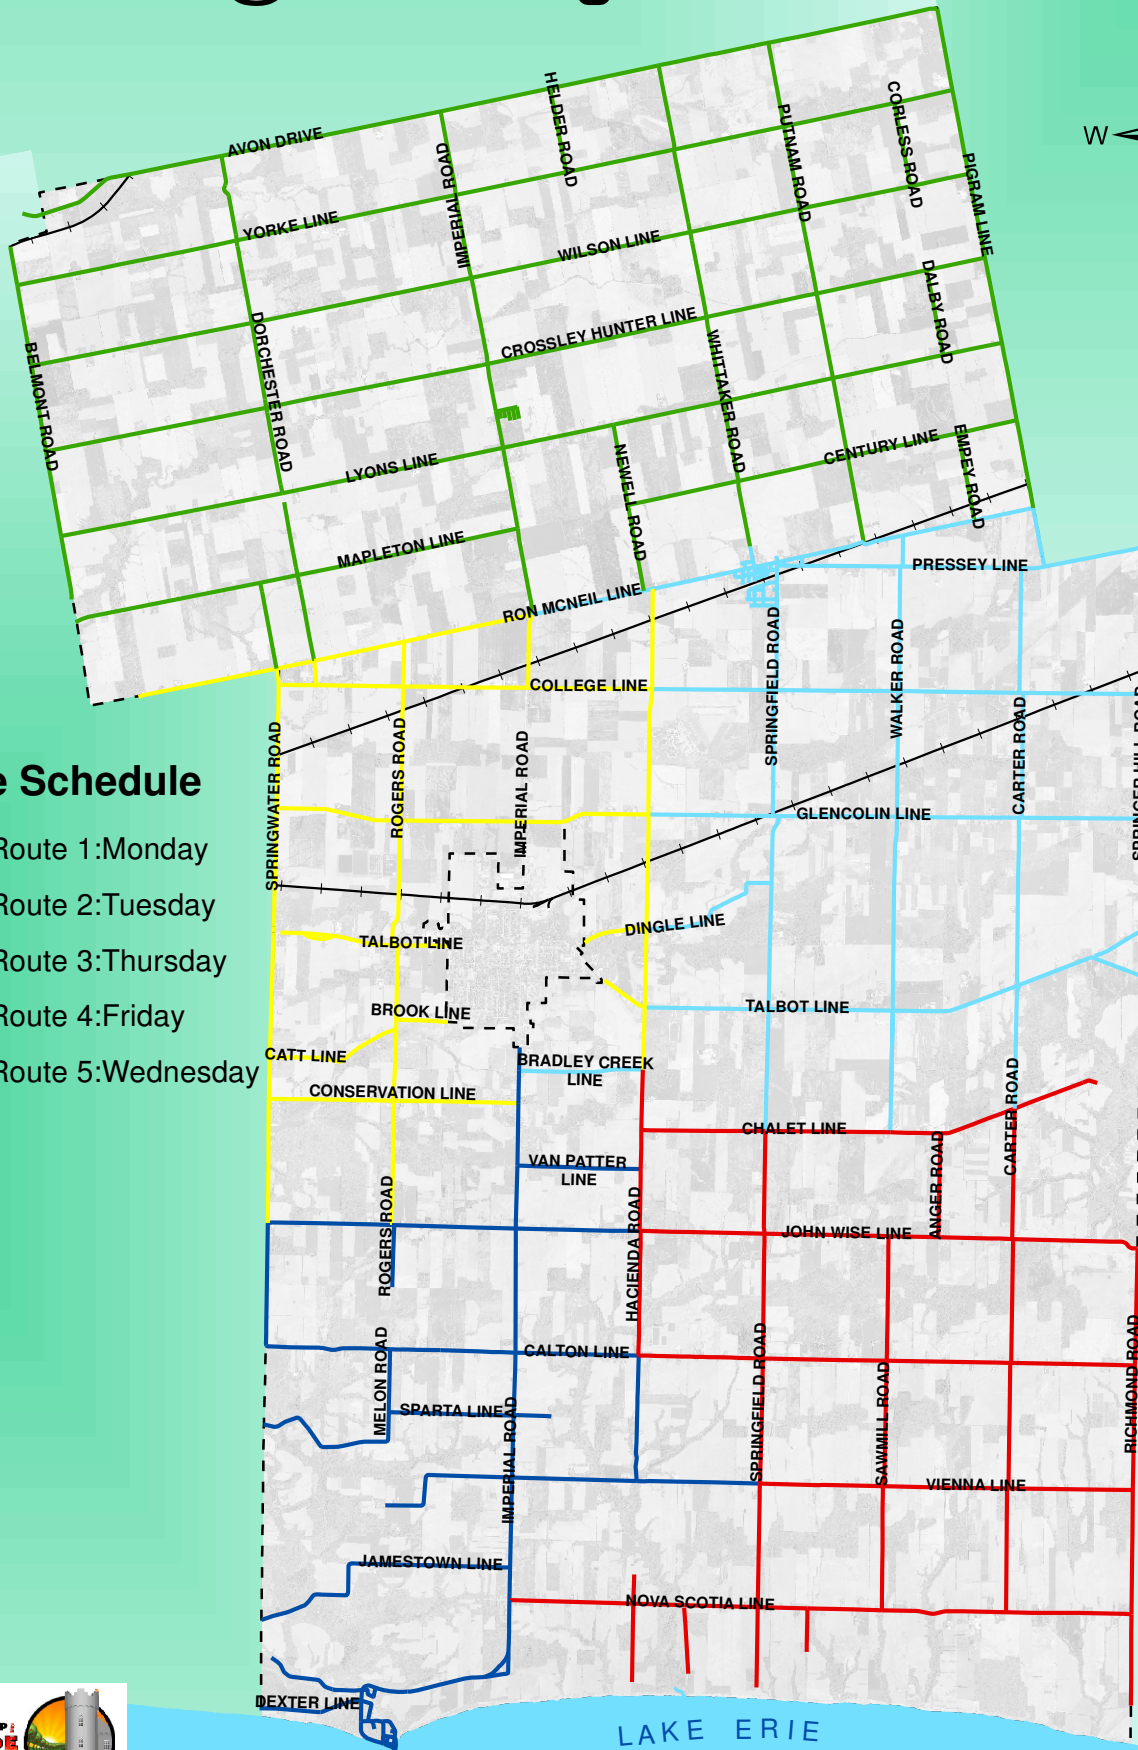 W
AVON DRIVE
HELDER ROAD
IMPERIAL ROAD
PUTNAM ROAD
CORLESS ROAD
PIGRAM LINE
YORKE LINE
WILSON LINE
DALBY ROAD
DORCHESTER ROAD
CROSSLEY HUNTER LINE
BELMONT ROAD
WHITTAKER ROAD
LYONS LINE
NEWELL ROAD
CENTURY LINE
EMPEY ROAD
MAPLETON LINE
PRESSEY LINE
RON MCNEIL LINE
COLLEGE LINE
SPRINGFIELD ROAD
WALKER ROAD
CARTER ROAD
SPRINGWATER ROAD
ROGERS ROAD
IMPERIAL ROAD
Schedule
Route 1:Monday
Route 2:Tuesday
Route 3:Thursday
Route 4:Friday
Route 5:Wednesday
GLENCOLIN LINE
DINGLE LINE
TALBOT LINE
TALBOT LINE
BROOK LINE
CATT LINE
BRADLEY CREEK
LINE
CONSERVATION LINE
CHALET LINE
CARTER ROAD
ANGER ROAD
VAN PATTER
LINE
ROGERS ROAD
HACIENDA ROAD
JOHN WISE LINE
CALTON LINE
MELON ROAD
SPARTA LINE
IMPERIAL ROAD
SPRINGFIELD ROAD
SAWMILL ROAD
RICHMOND ROAD
VIENNA LINE
JAMESTOWN LINE
NOVA SCOTIA LINE
DEXTER LINE
LAKE ERIE